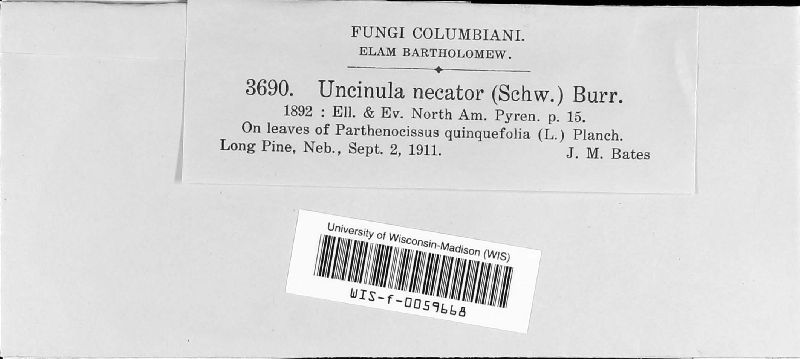 FUNGI COLUMBIANI.
ELAM BARTHOLOMEW.
3690. Uncinula necator (Schw.) Burr.
1892 : Ell. & Ev. North Am. Pyren. p. 15.
On leaves of Parthenocissus quinquefolia (L.) Planch.
Long Pine, Neb., Sept. 2, 1911. J. M. Bates
University of Wisconsin-Madison (WIS)
WIS-f-0059668